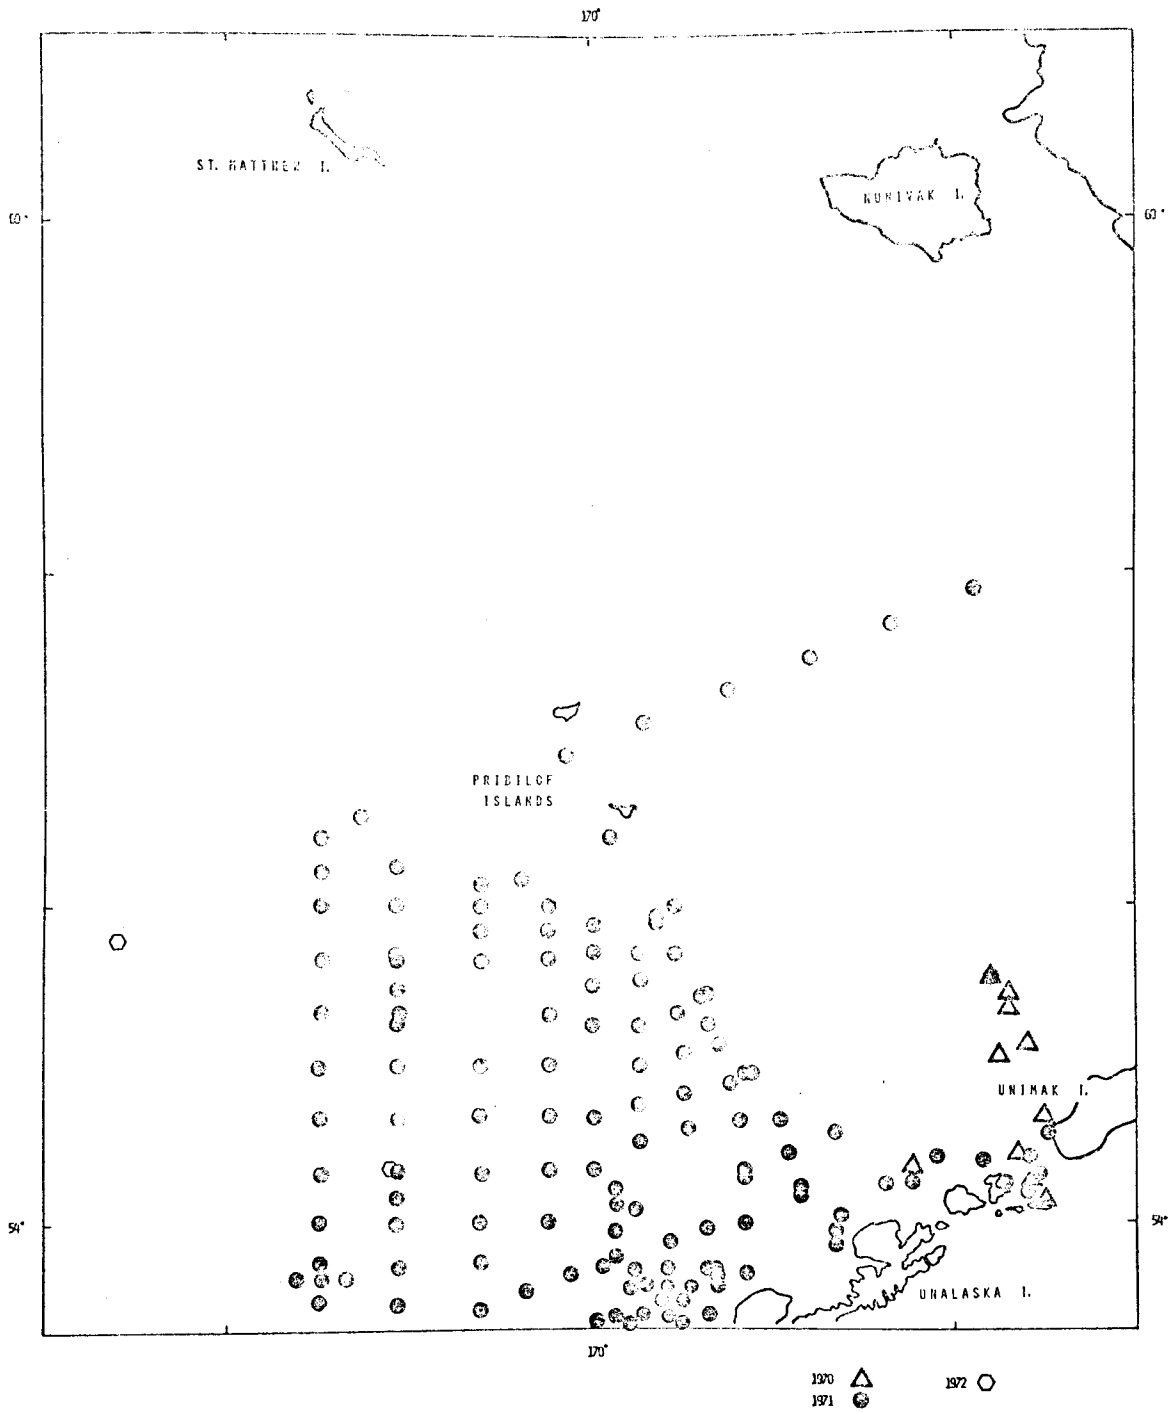 170°
ST. MATTHEW I.
NUNIVAK I.
60°
60°
PRIBILOF
ISLANDS
UNIMAK I.
54°
54°
UNALASKA I.
170°
1970
1972
1971